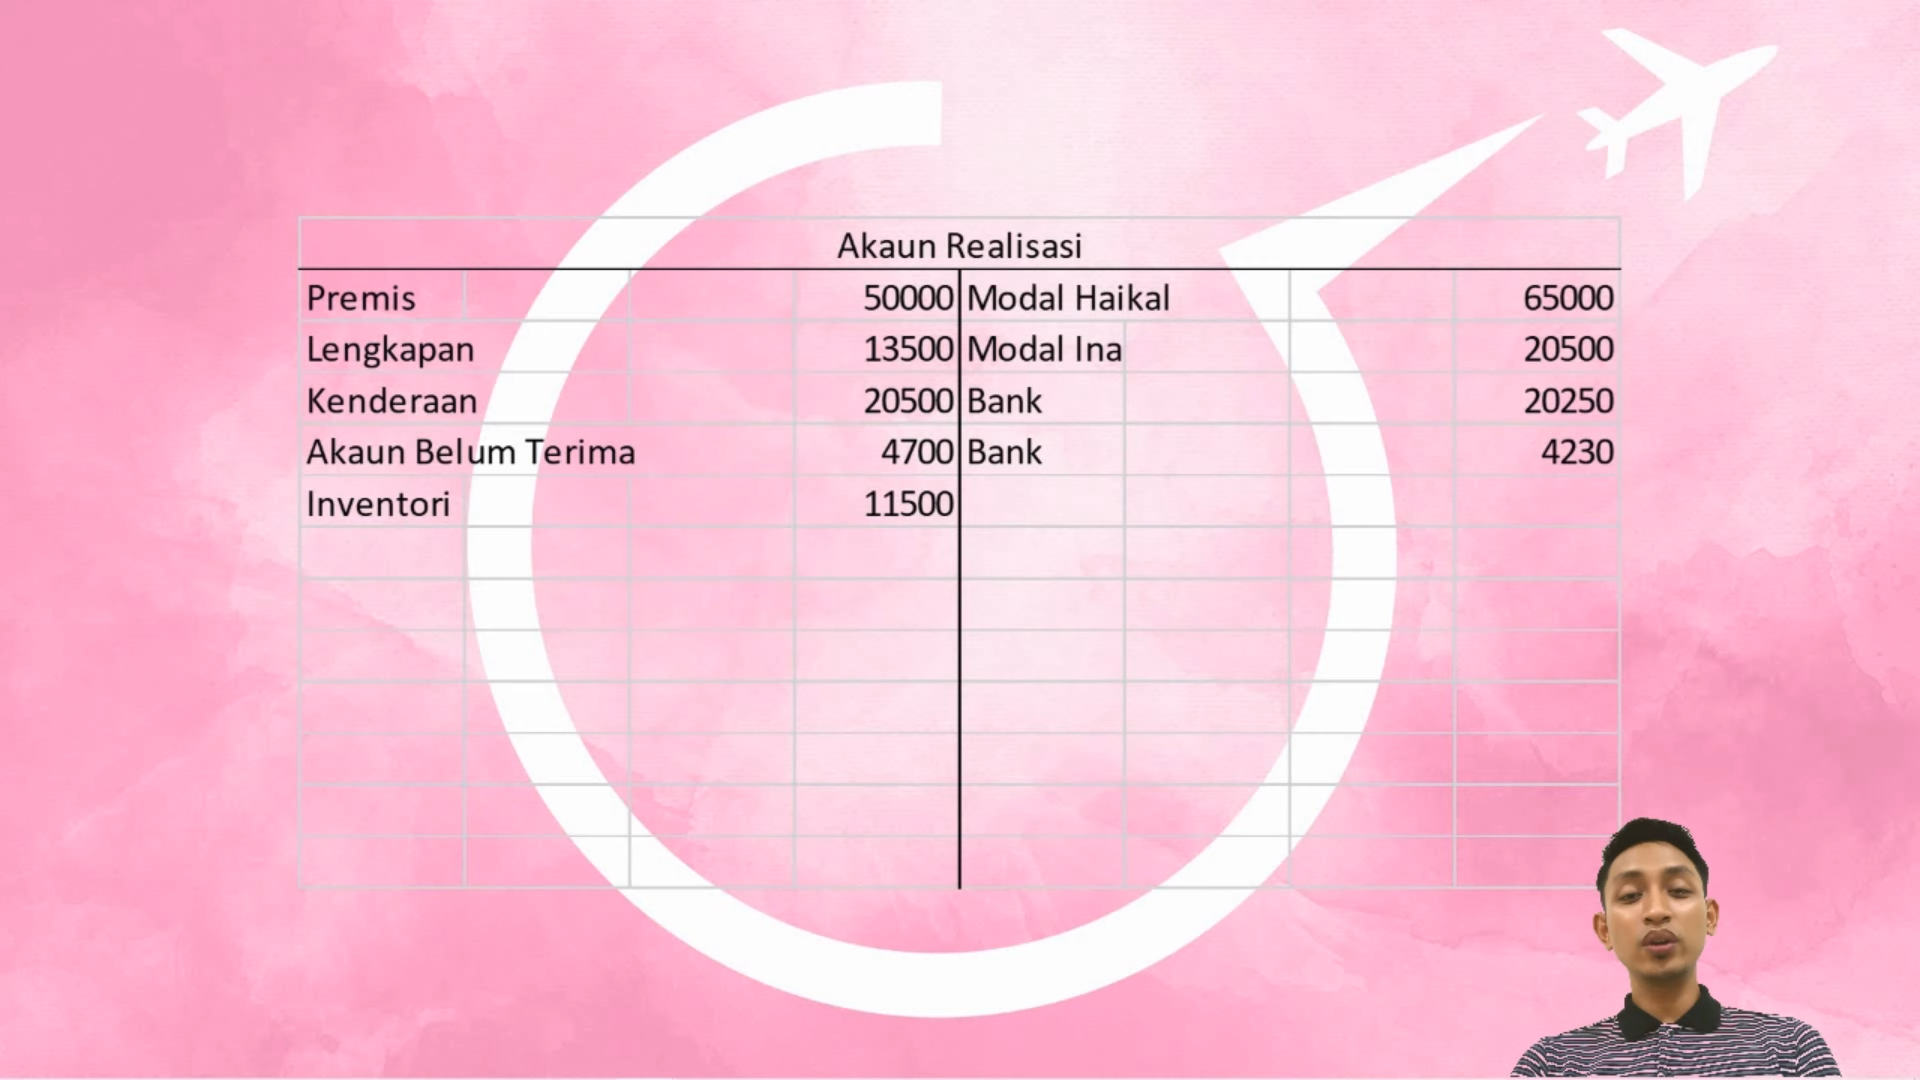 Akaun Realisasi
Premis 50000 Modal Haikal 65000
Lengkapan 13500 Modal Ina 20500
Kenderaan 20500 Bank 20250
Akaun Belum Terima 4700 Bank 4230
Inventori 11500